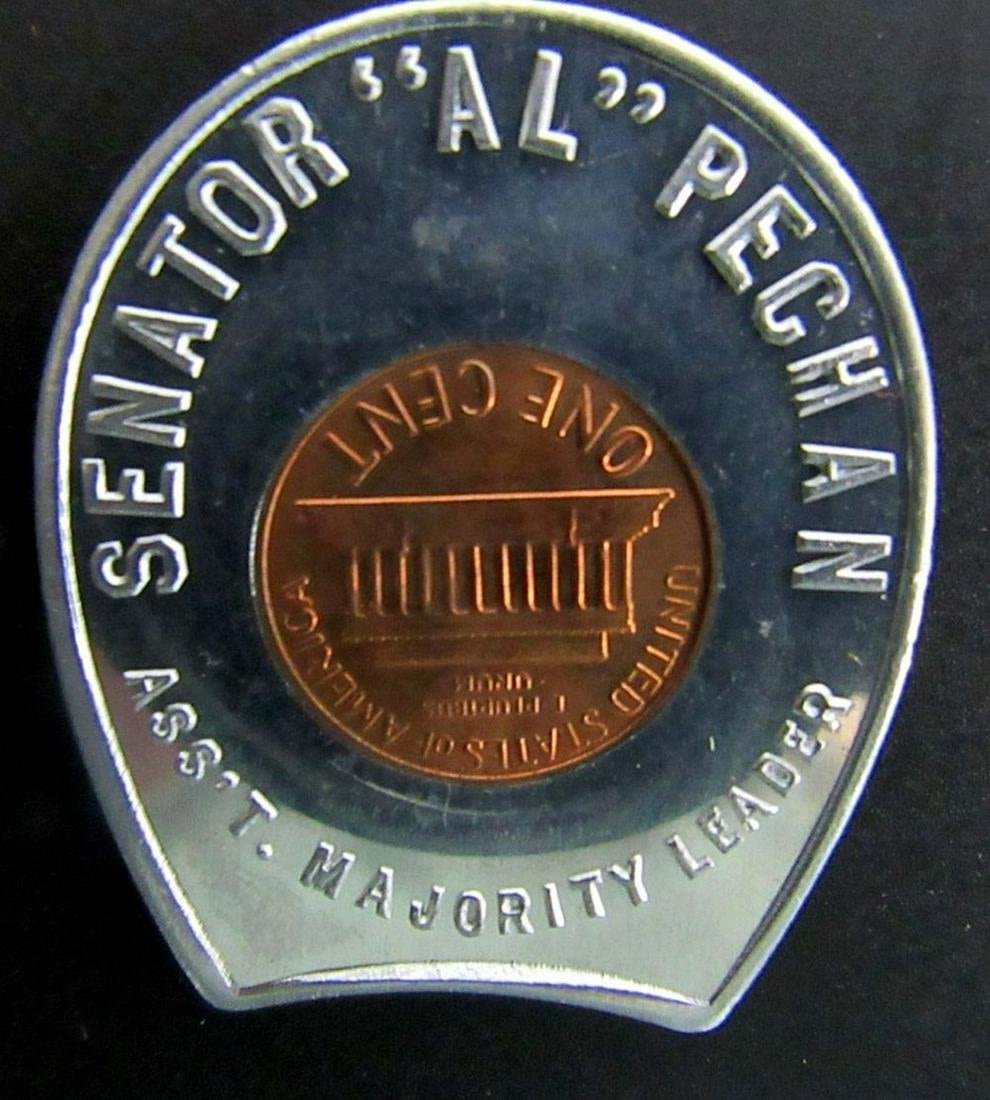 SENATOR “AL” PECHAN
ASS'T. MAJORITY LEADER
ONE CENT
UNITED STATES OF AMERICA
E PLURIBUS
· UNUM ·